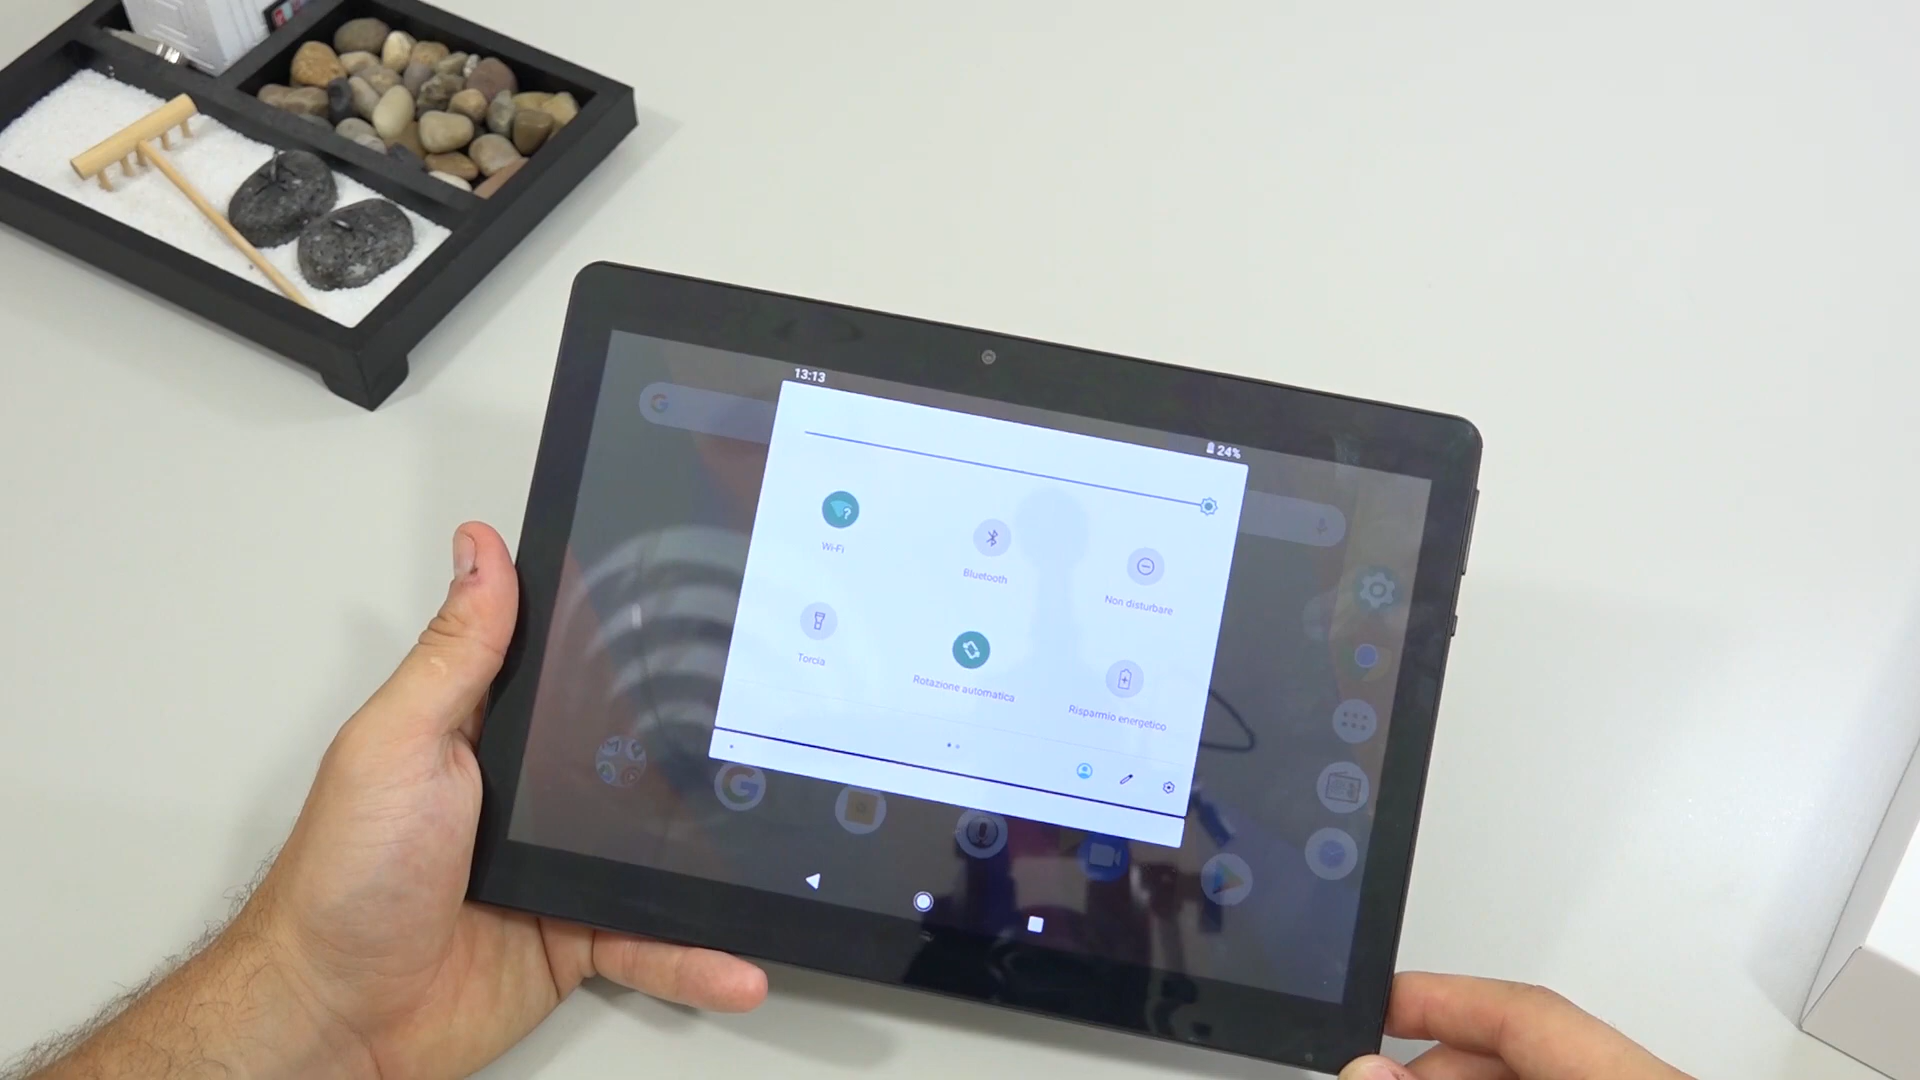 13:13
24%
Wi-Fi
Bluetooth
Non disturbare
Torcia
Rotazione automatica
Risparmio energetico